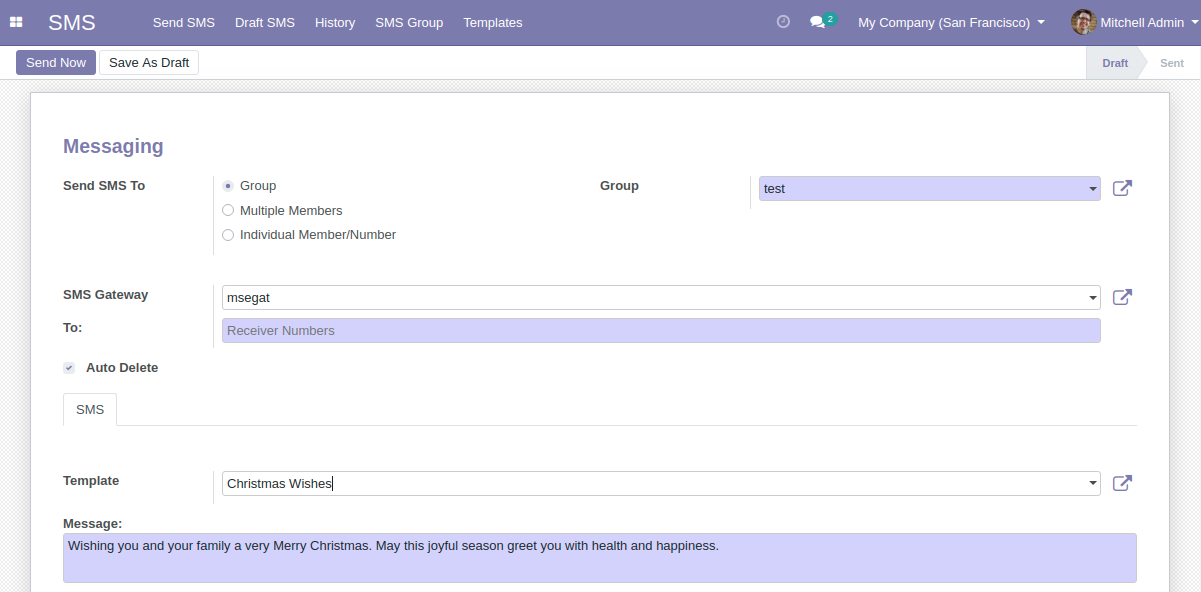 SMS Send SMS Draft SMS History SMS Group Templates 2 My Company (San Francisco) Mitchell Admin
Send Now Save As Draft Draft Sent
Messaging
Send SMS To Group Group test
Multiple Members
Individual Member/Number
SMS Gateway msegat
To: Receiver Numbers
Auto Delete
SMS
Template Christmas Wishes
Message:
Wishing you and your family a very Merry Christmas. May this joyful season greet you with health and happiness.